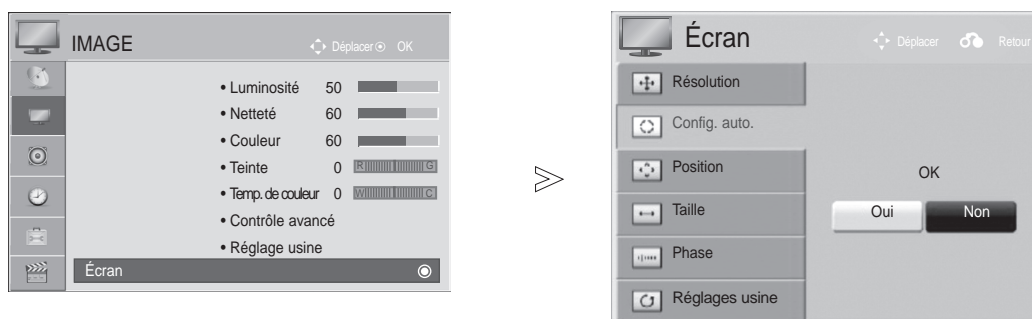 IMAGE
Déplacer OK
• Luminosité 50
• Netteté 60
• Couleur 60
• Teinte 0 R G
• Temp. de couleur 0 W C
• Contrôle avancé
• Réglage usine
Écran
Écran
Déplacer Retour
Résolution
Config. auto.
Position
Taille
Phase
Réglages usine
OK
Oui Non